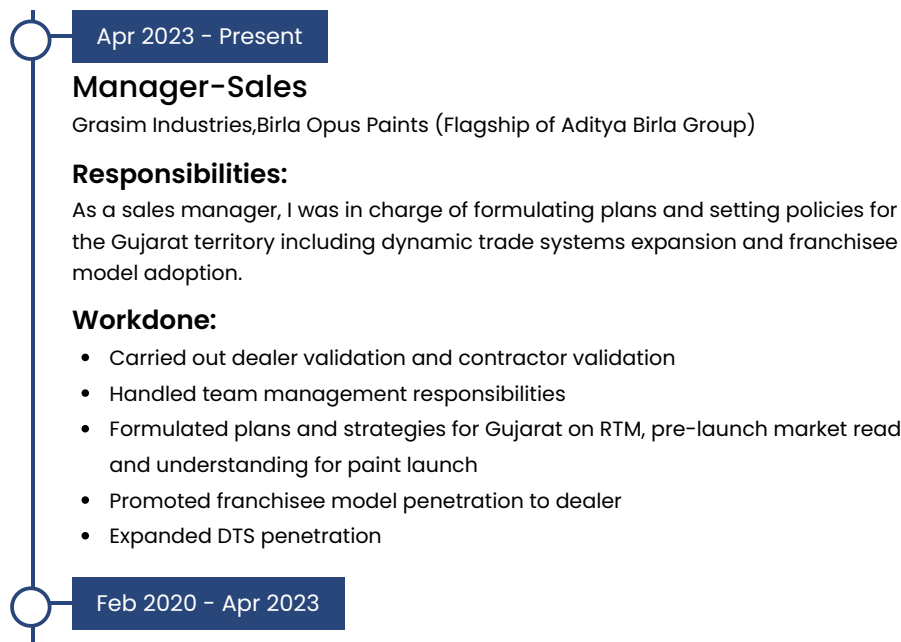 Apr 2023 - Present
Manager-Sales
Grasim Industries,Birla Opus Paints (Flagship of Aditya Birla Group)
Responsibilities:
As a sales manager, I was in charge of formulating plans and setting policies for
the Gujarat territory including dynamic trade systems expansion and franchisee
model adoption.
Workdone:
• Carried out dealer validation and contractor validation
• Handled team management responsibilities
• Formulated plans and strategies for Gujarat on RTM, pre-launch market read
and understanding for paint launch
• Promoted franchisee model penetration to dealer
• Expanded DTS penetration
Feb 2020 - Apr 2023